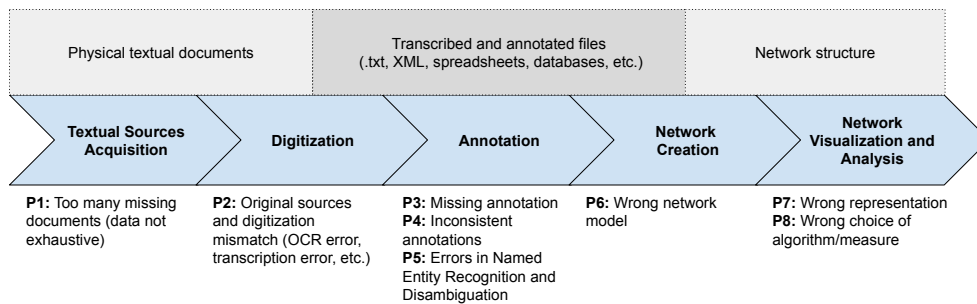 Physical textual documents
Transcribed and annotated files
(.txt, XML, spreadsheets, databases, etc.)
Network structure
Textual Sources
Acquisition
Digitization
Annotation
Network
Creation
Network
Visualization and
Analysis
P1: Too many missing
documents (data not
exhaustive)
P2: Original sources
and digitization
mismatch (OCR error,
transcription error, etc.)
P3: Missing annotation
P4: Inconsistent
annotations
P5: Errors in Named
Entity Recognition and
Disambiguation
P6: Wrong network
model
P7: Wrong representation
P8: Wrong choice of
algorithm/measure